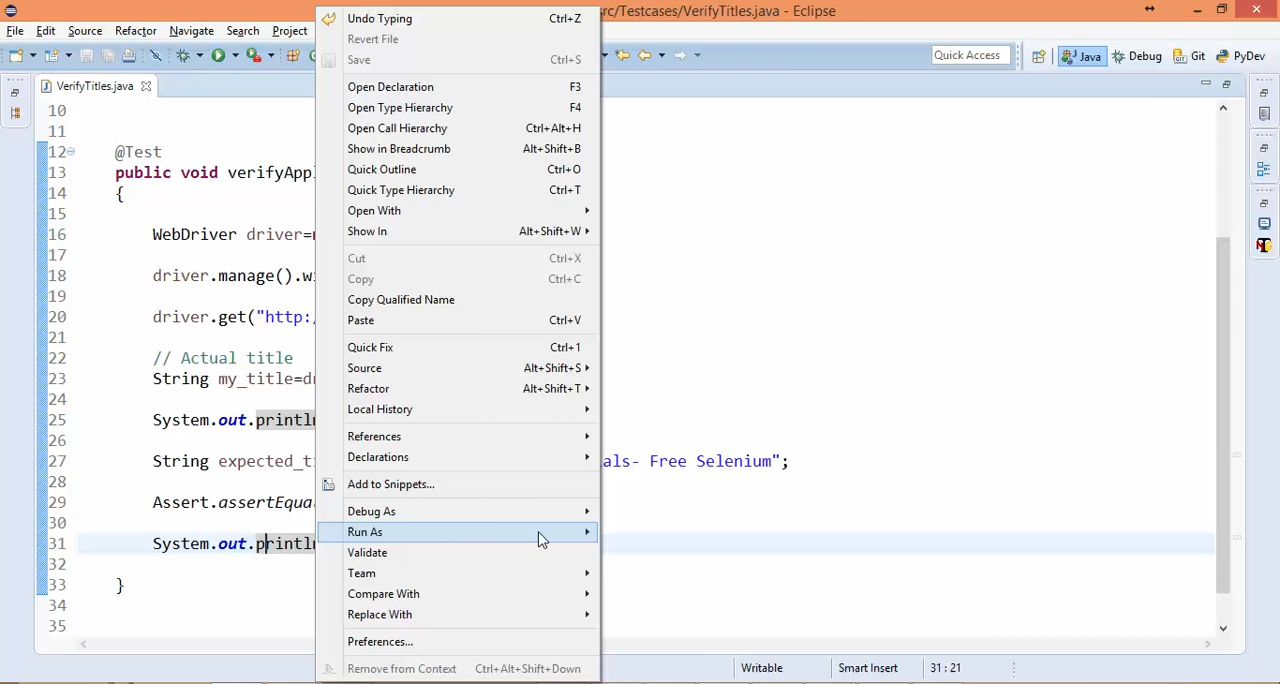 src/Testcases/VerifyTitles.java - Eclipse
File Edit Source Refactor Navigate Search Project
Quick Access Java Debug Git PyDev
VerifyTitles.java
10
11
12 @Test
13 public void verifyAppl
14 {
15
16 WebDriver driver=
17
18 driver.manage().wi
19
20 driver.get("http:/
21
22 // Actual title
23 String my_title=dr
24
25 System.out.println
26
27 String expected_ti als- Free Selenium";
28
29 Assert.assertEqua
30
31 System.out.println
32
33 }
34
35
Undo Typing Ctrl+Z
Revert File
Save Ctrl+S
Open Declaration F3
Open Type Hierarchy F4
Open Call Hierarchy Ctrl+Alt+H
Show in Breadcrumb Alt+Shift+B
Quick Outline Ctrl+O
Quick Type Hierarchy Ctrl+T
Open With
Show In Alt+Shift+W
Cut Ctrl+X
Copy Ctrl+C
Copy Qualified Name
Paste Ctrl+V
Quick Fix Ctrl+1
Source Alt+Shift+S
Refactor Alt+Shift+T
Local History
References
Declarations
Add to Snippets...
Debug As
Run As
Validate
Team
Compare With
Replace With
Preferences...
Remove from Context Ctrl+Alt+Shift+Down
Writable Smart Insert 31 : 21